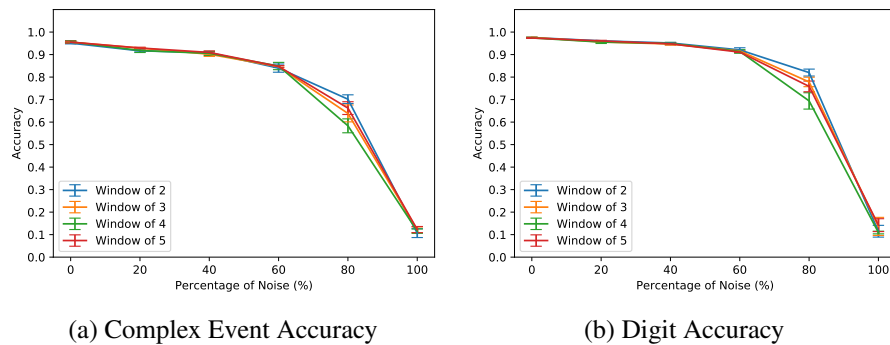 1.0
0.9
0.8
0.7
0.6
0.5
0.4
0.3
0.2
0.1
0.0
Accuracy
Window of 2
Window of 3
Window of 4
Window of 5
0 20 40 60 80 100
Percentage of Noise (%)
(a) Complex Event Accuracy
1.0
0.9
0.8
0.7
0.6
0.5
0.4
0.3
0.2
0.1
0.0
Accuracy
Window of 2
Window of 3
Window of 4
Window of 5
0 20 40 60 80 100
Percentage of Noise (%)
(b) Digit Accuracy